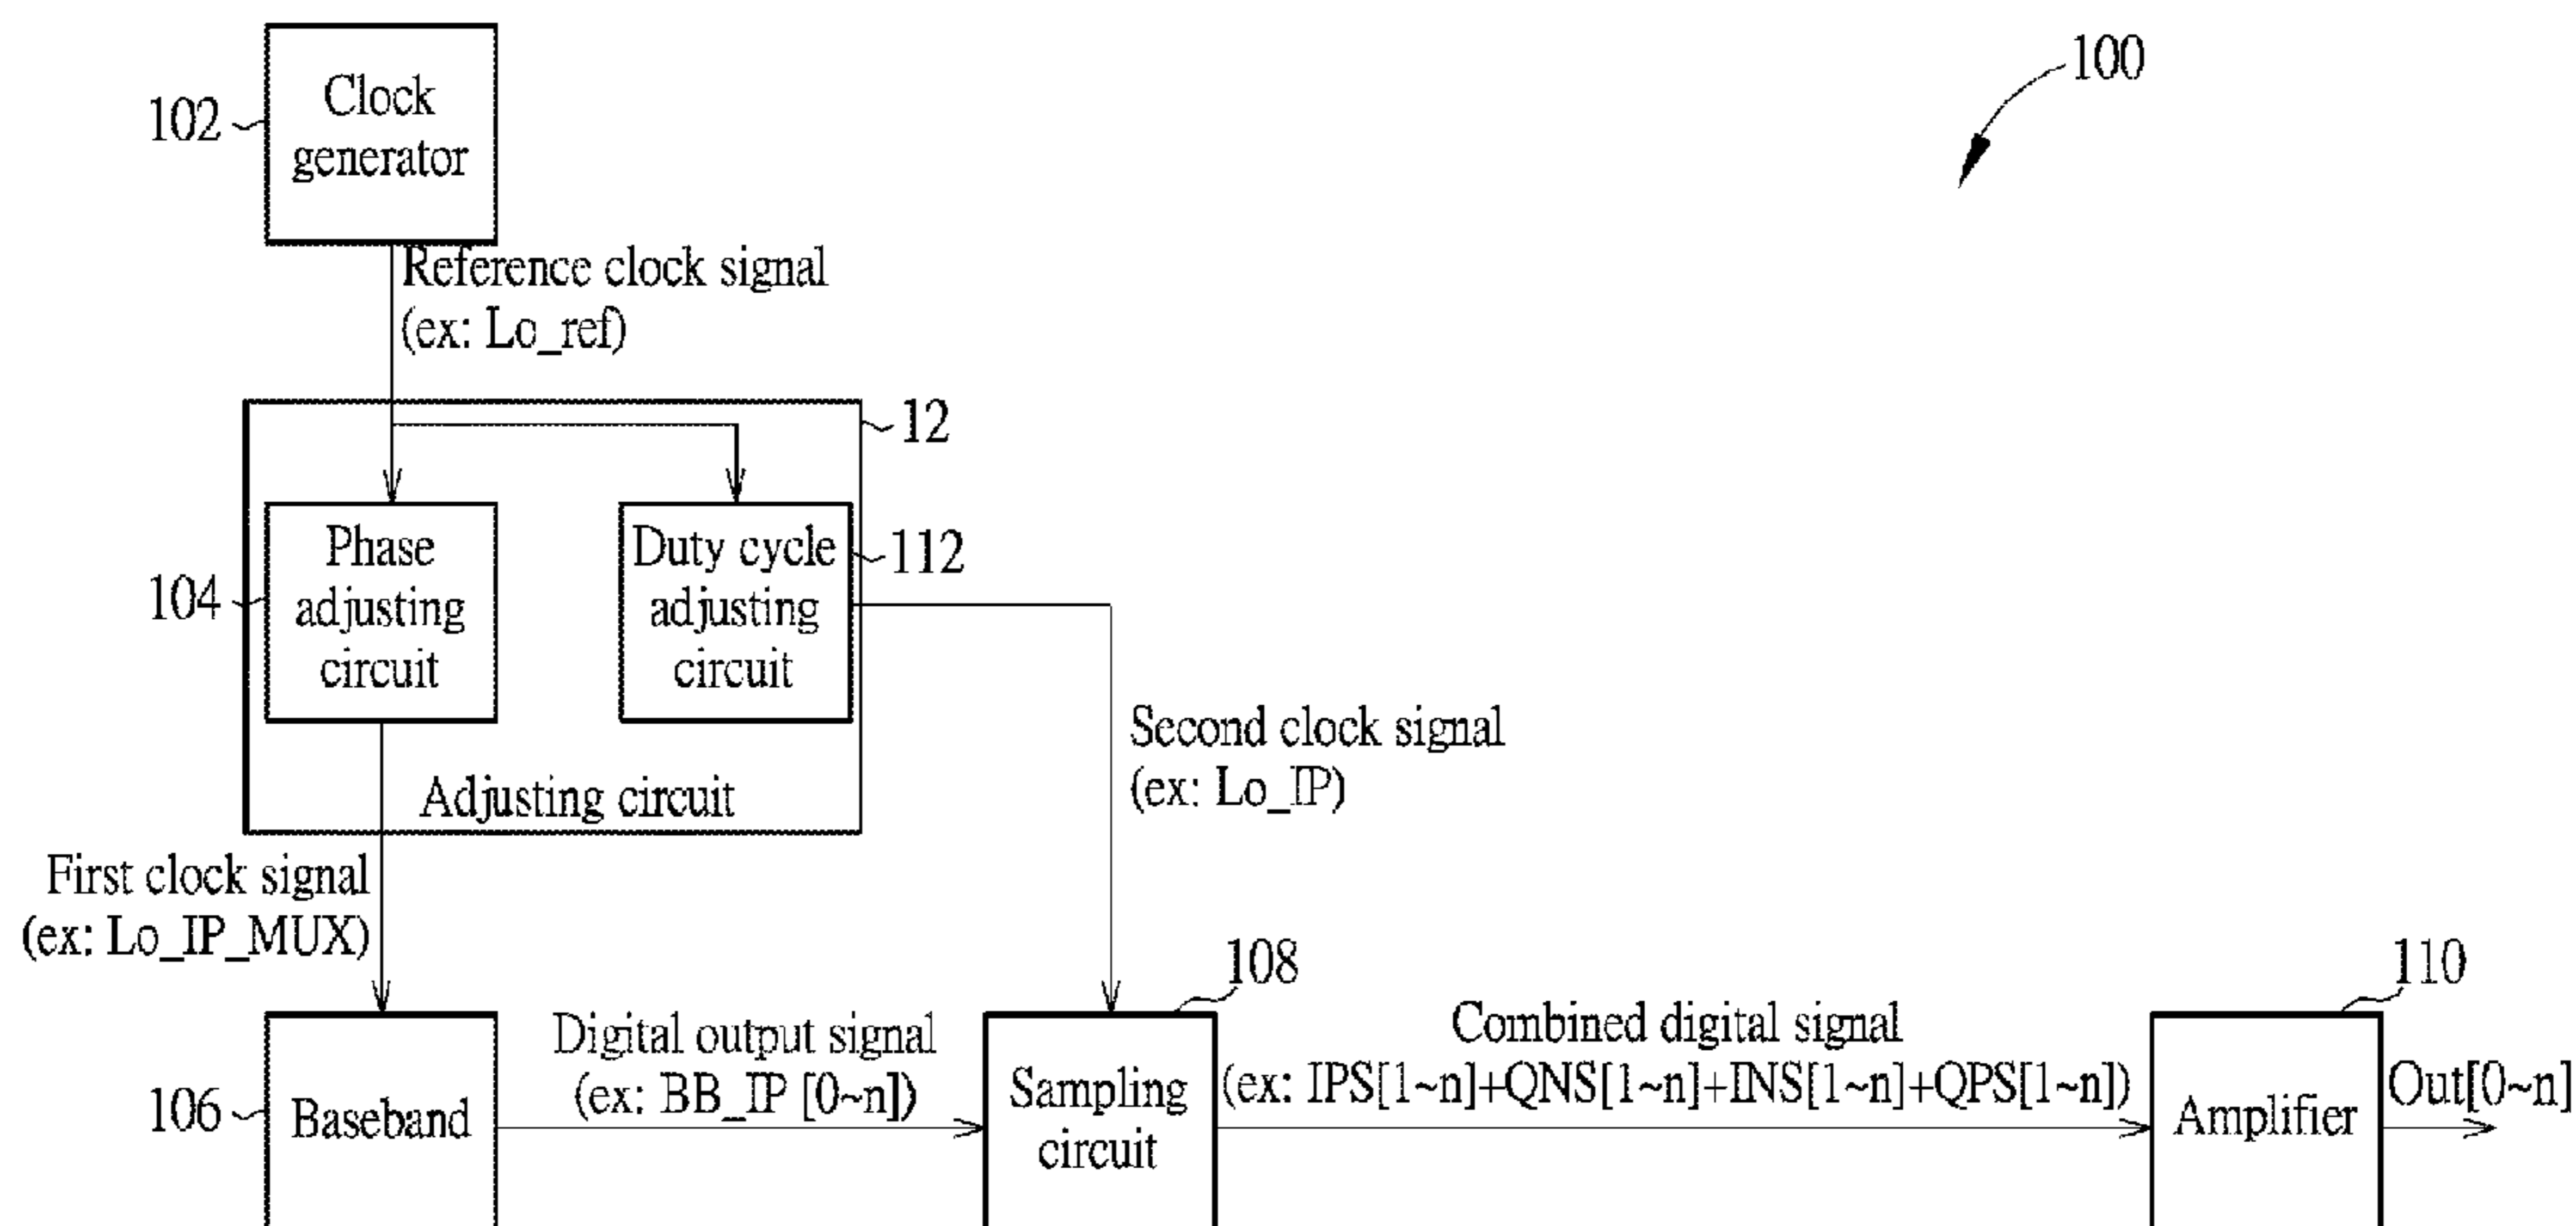 100
102
Clock
generator
Reference clock signal
(ex: Lo_ref)
12
104
Phase
adjusting
circuit
Duty cycle
adjusting
circuit
112
Adjusting circuit
Second clock signal
(ex: Lo_IP)
First clock signal
(ex: Lo_IP_MUX)
106
Baseband
Digital output signal
(ex: BB_IP [0~n])
108
Sampling
circuit
Combined digital signal
(ex: IPS[1~n]+QNS[1~n]+INS[1~n]+QPS[1~n])
110
Amplifier
Out[0~n]